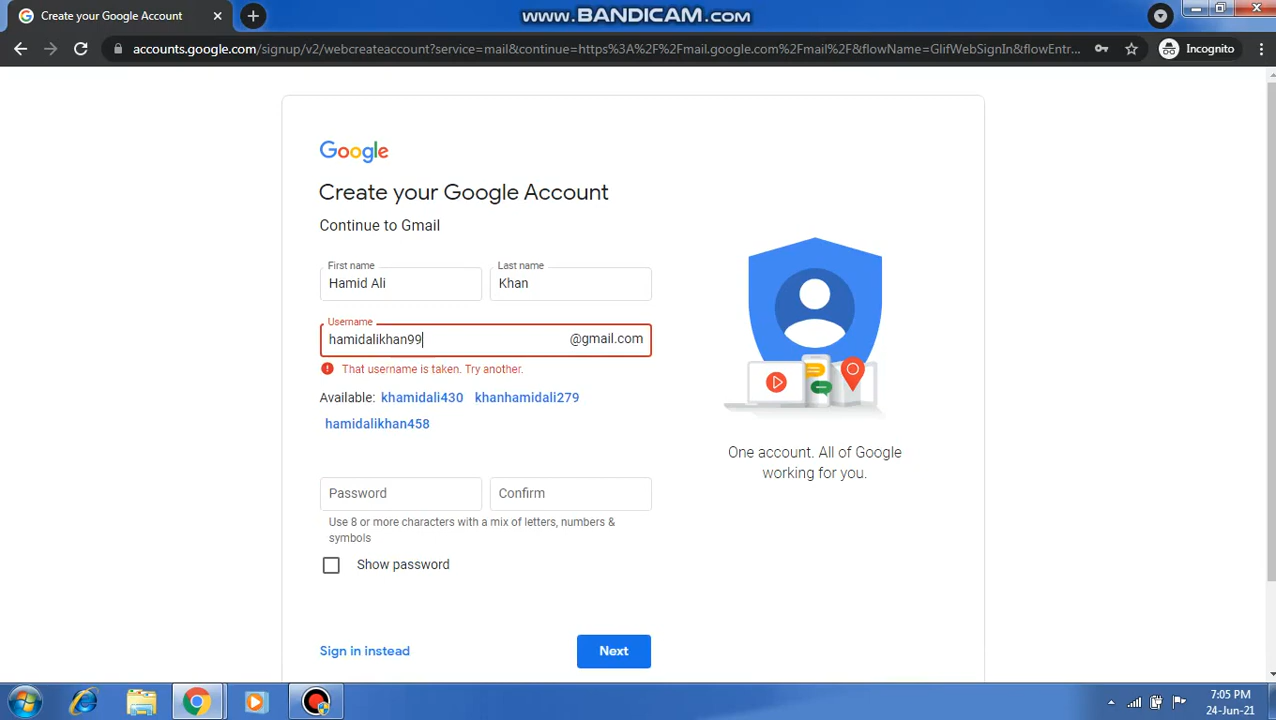 Create your Google Account
www.BANDICAM.com
accounts.google.com/signup/v2/webcreateaccount?service=mail&continue=https%3A%2F%2Fmail.google.com%2Fmail%2F&flowName=GlifWebSignIn&flowEntr...
Incognito
Google
Create your Google Account
Continue to Gmail
First name
Last name
Hamid Ali
Khan
Username
hamidalikhan99
@gmail.com
That username is taken. Try another.
Available: khamidali430 khanhamidali279
hamidalikhan458
Password
Confirm
Use 8 or more characters with a mix of letters, numbers &
symbols
Show password
Sign in instead
Next
One account. All of Google
working for you.
7:05 PM
24-Jun-21